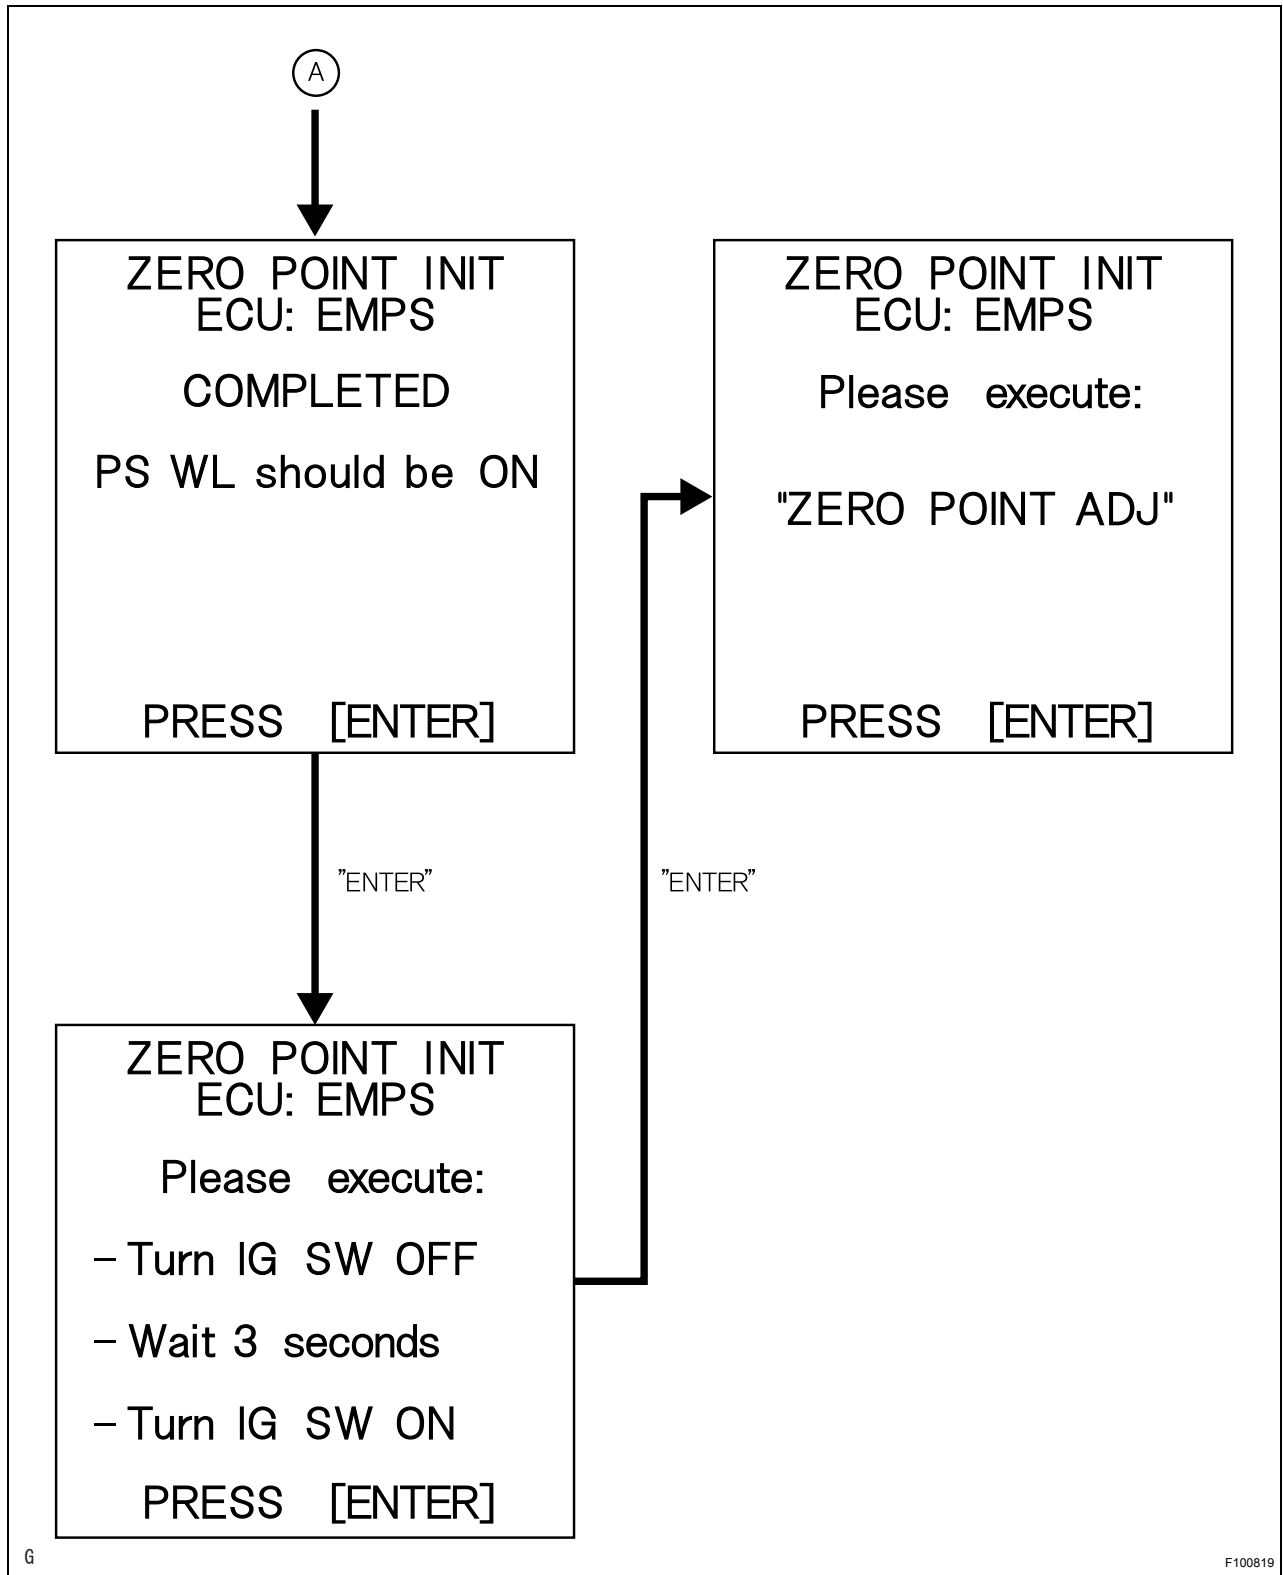 A
ZERO POINT INIT
ECU: EMPS
COMPLETED
PS WL should be ON
PRESS [ENTER]
"ENTER"
ZERO POINT INIT
ECU: EMPS
Please execute:
- Turn IG SW OFF
- Wait 3 seconds
- Turn IG SW ON
PRESS [ENTER]
"ENTER"
ZERO POINT INIT
ECU: EMPS
Please execute:
"ZERO POINT ADJ"
PRESS [ENTER]
G
F100819